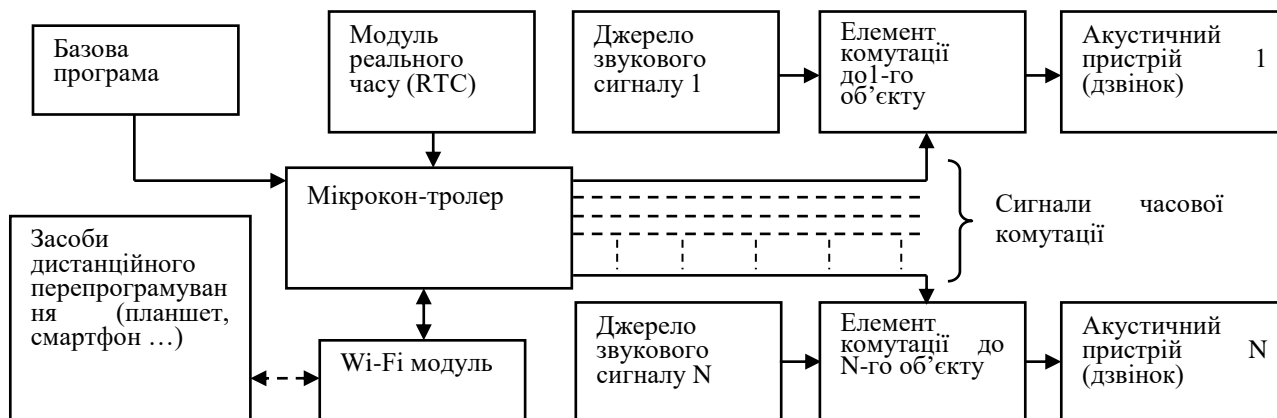 Базова
програма
Модуль
реального
часу (RTC)
Джерело
звукового
сигналу 1
Елемент
комутації
до1-го
об’єкту
Акустичний
пристрій 1
(дзвінок)
Мікрокон-тролер
Сигнали часової
комутації
Засоби
дистанційного
перепрограмуван
ня (планшет,
смартфон …)
Wi-Fi модуль
Джерело
звукового
сигналу N
Елемент
комутації до
N-го об’єкту
Акустичний
пристрій N
(дзвінок)